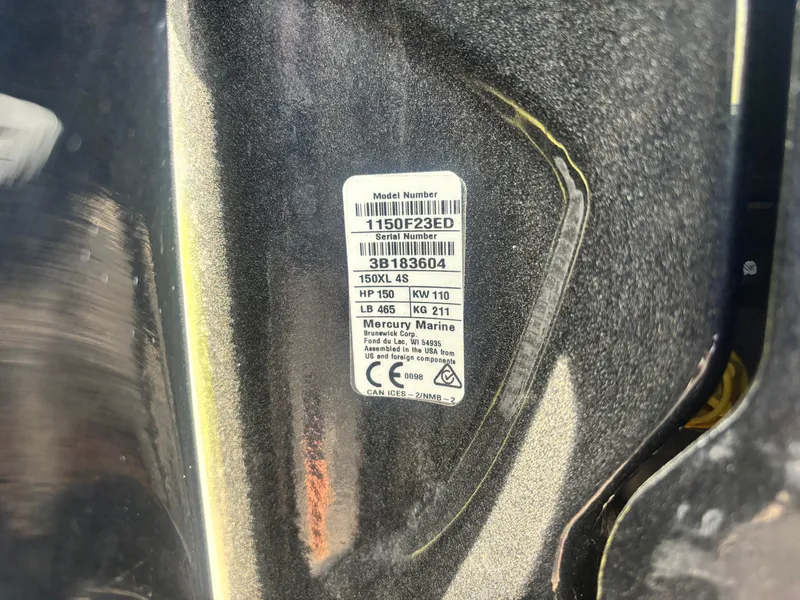 Model Number
1150F23ED
Serial Number
3B183604
150XL 4S
HP 150 KW 110
LB 465 KG 211
Mercury Marine
Brunswick Corp.
Fond du Lac, WI 54935
Assembled in the USA from
US and foreign components
CE 0098
CAN ICES-2/NMB-2